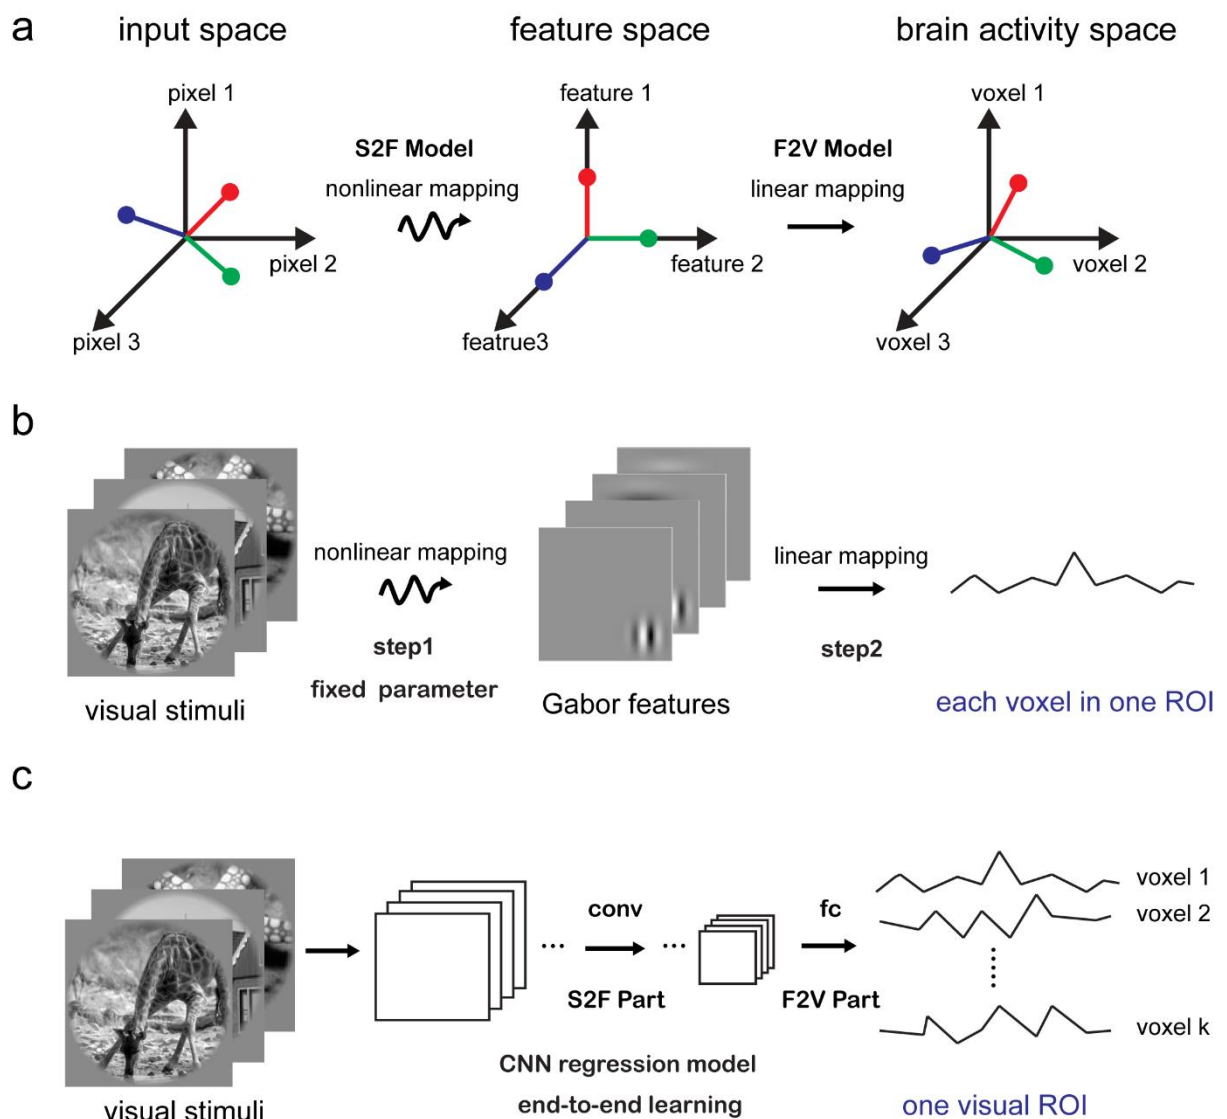 a
input space
feature space
brain activity space
pixel 1
feature 1
voxel 1
S2F Model
F2V Model
nonlinear mapping
linear mapping
pixel 2
feature 2
voxel 2
pixel 3
featrue3
voxel 3
b
nonlinear mapping
linear mapping
step1
step2
fixed parameter
visual stimuli
Gabor features
each voxel in one ROI
c
conv
fc
voxel 1
voxel 2
S2F Part
F2V Part
voxel k
CNN regression model
end-to-end learning
visual stimuli
one visual ROI